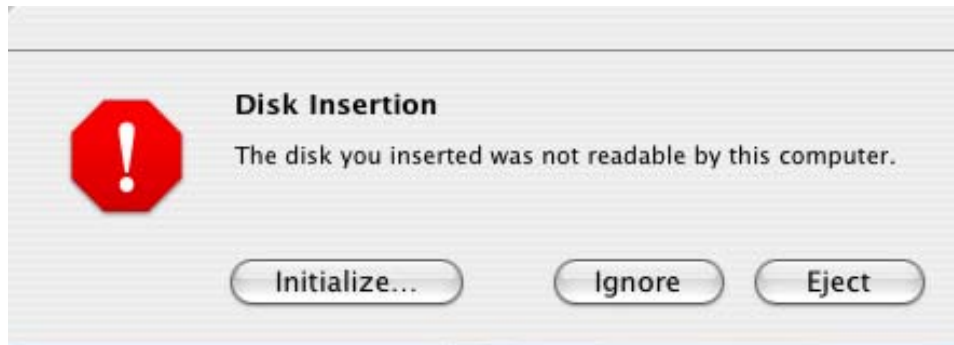 Disk Insertion
The disk you inserted was not readable by this computer.
Initialize... Ignore Eject